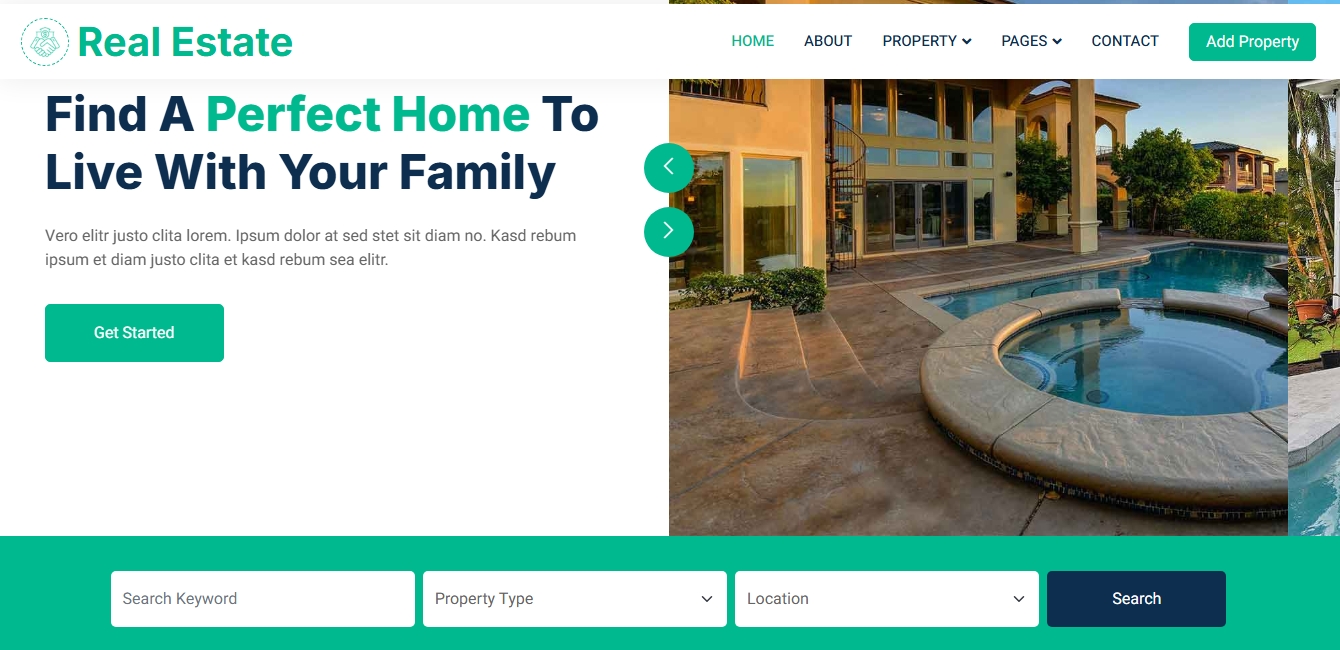 Real Estate
HOME ABOUT PROPERTY PAGES CONTACT Add Property
Find A Perfect Home To
Live With Your Family
Vero elitr justo clita lorem. Ipsum dolor at sed stet sit diam no. Kasd rebum
ipsum et diam justo clita et kasd rebum sea elitr.
Get Started
Search Keyword Property Type Location Search